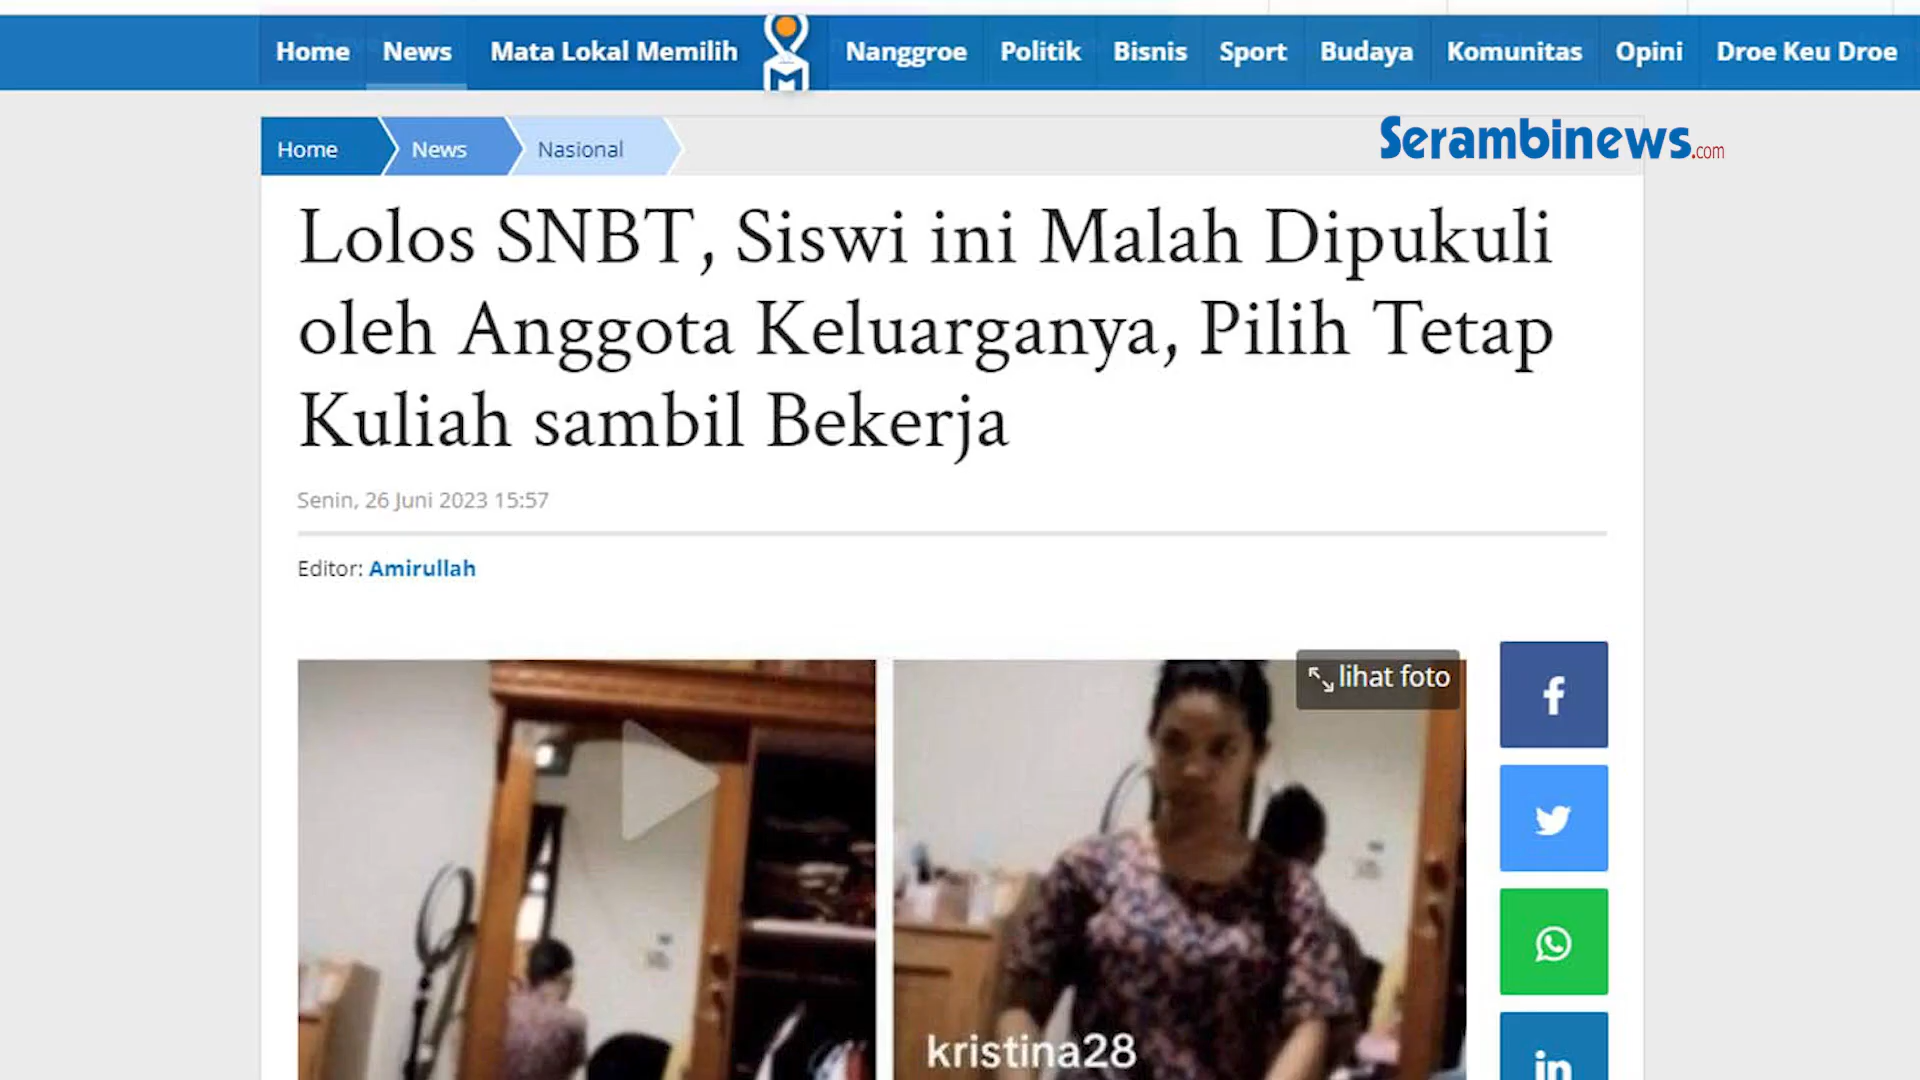 Home News Mata Lokal Memilih M Nanggroe Politik Bisnis Sport Budaya Komunitas Opini Droe Keu Droe
Serambinews.com
Home News Nasional
Lolos SNBT, Siswi ini Malah Dipukuli
oleh Anggota Keluarganya, Pilih Tetap
Kuliah sambil Bekerja
Senin, 26 Juni 2023 15:57
Editor: Amirullah
lihat foto
f
kristina28
in